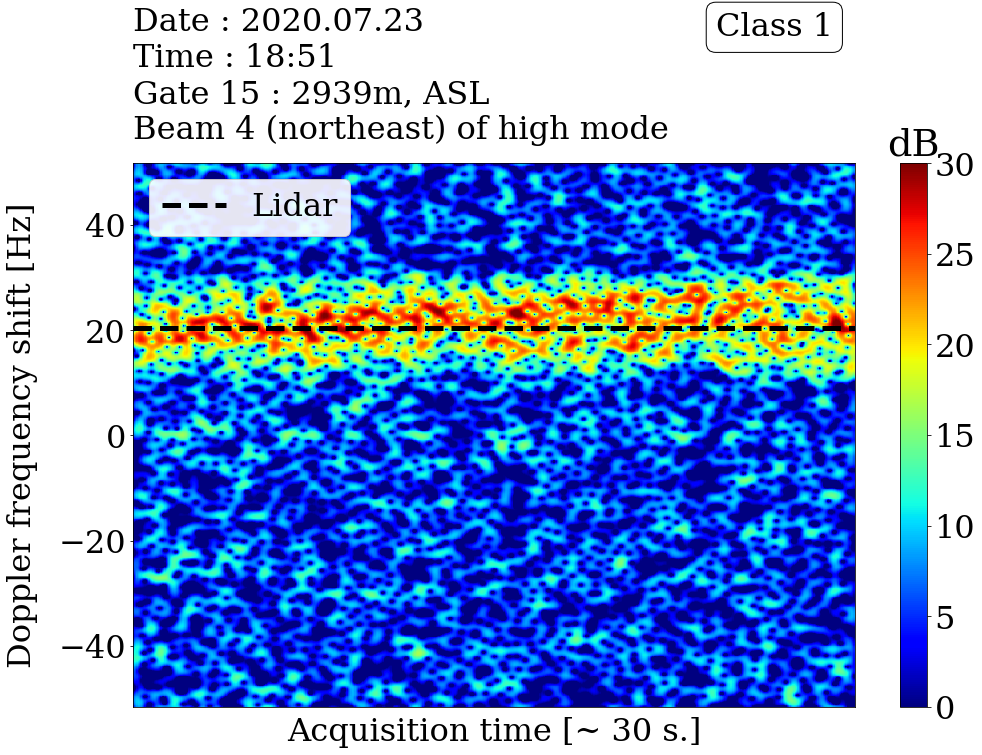 Date : 2020.07.23
Time : 18:51
Gate 15 : 2939m, ASL
Beam 4 (northeast) of high mode
Class 1
dB
Lidar
Doppler frequency shift [Hz]
40
20
0
−20
−40
Acquisition time [~ 30 s.]
30
25
20
15
10
5
0